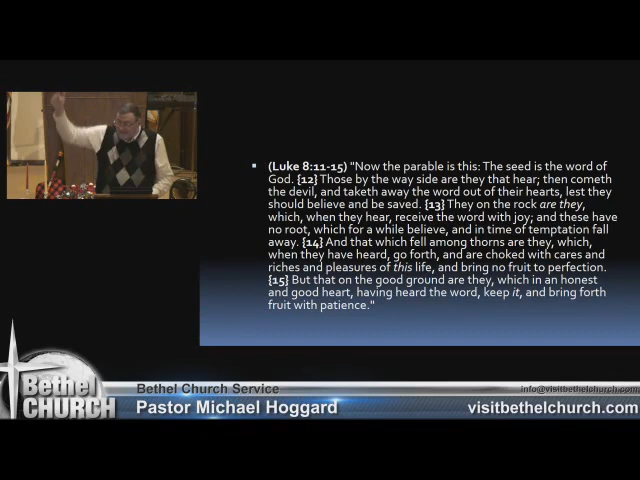 ▪ (Luke 8:11-15) "Now the parable is this: The seed is the word of
God. {12} Those by the way side are they that hear; then cometh
the devil, and taketh away the word out of their hearts, lest they
should believe and be saved. {13} They on the rock are they,
which, when they hear, receive the word with joy; and these have
no root, which for a while believe, and in time of temptation fall
away. {14} And that which fell among thorns are they, which,
when they have heard, go forth, and are choked with cares and
riches and pleasures of this life, and bring no fruit to perfection.
{15} But that on the good ground are they, which in an honest
and good heart, having heard the word, keep it, and bring forth
fruit with patience."
Bethel
CHURCH
Bethel Church Service
info@visitbethelchurch.com
Pastor Michael Hoggard
visitbethelchurch.com